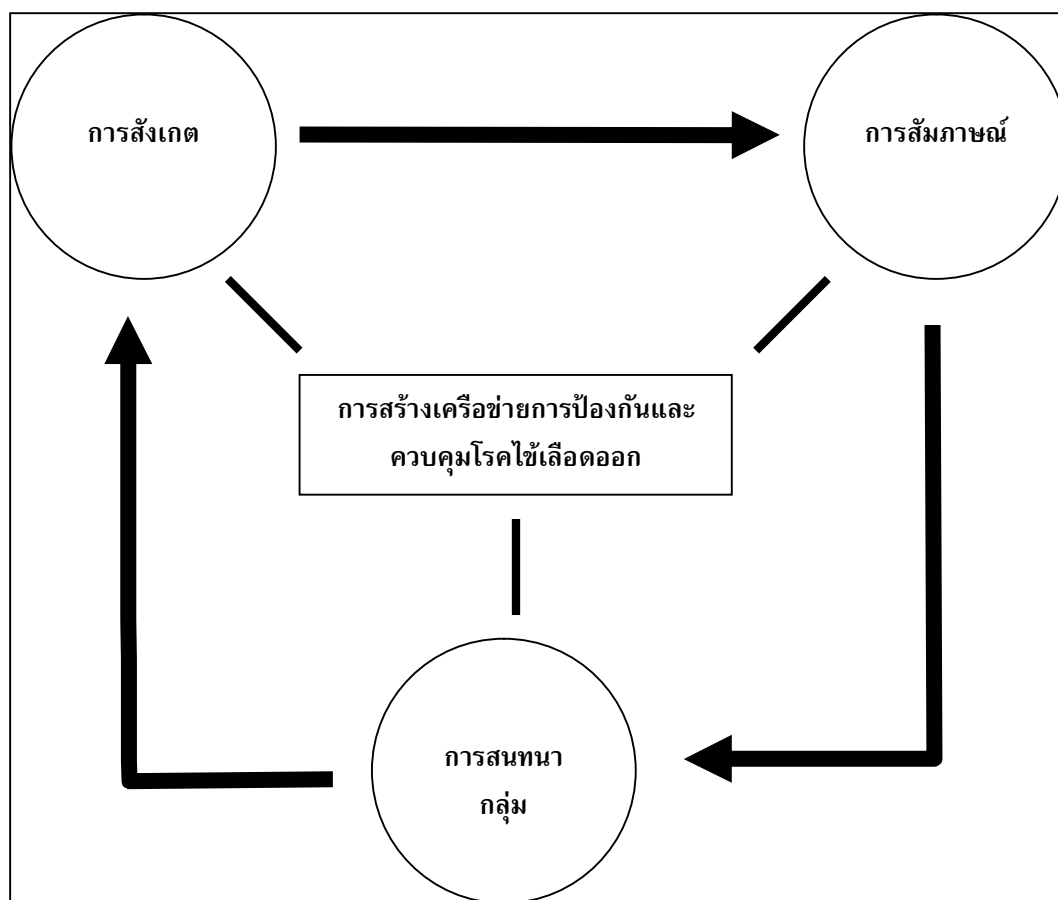 การสังเกต
การสัมภาษณ์
การสร้างเครือข่ายการป้องกันและ
ควบคุมโรคไข้เลือดออก
การสนทนา
กลุ่ม